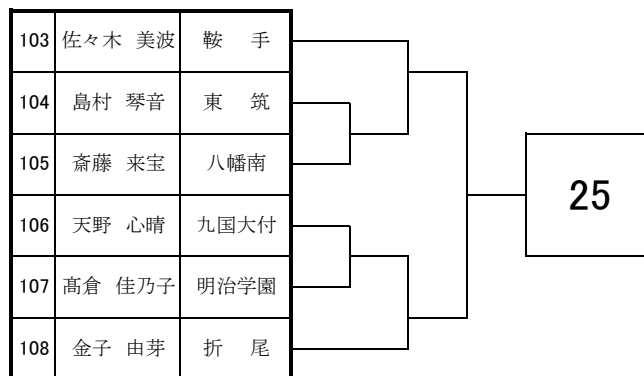 103 佐々木 美波 鞍 手
104 島村 琴音 東 筑
105 斎藤 来宝 八幡南
106 天野 心晴 九国大付
107 髙倉 佳乃子 明治学園
108 金子 由芽 折 尾
25